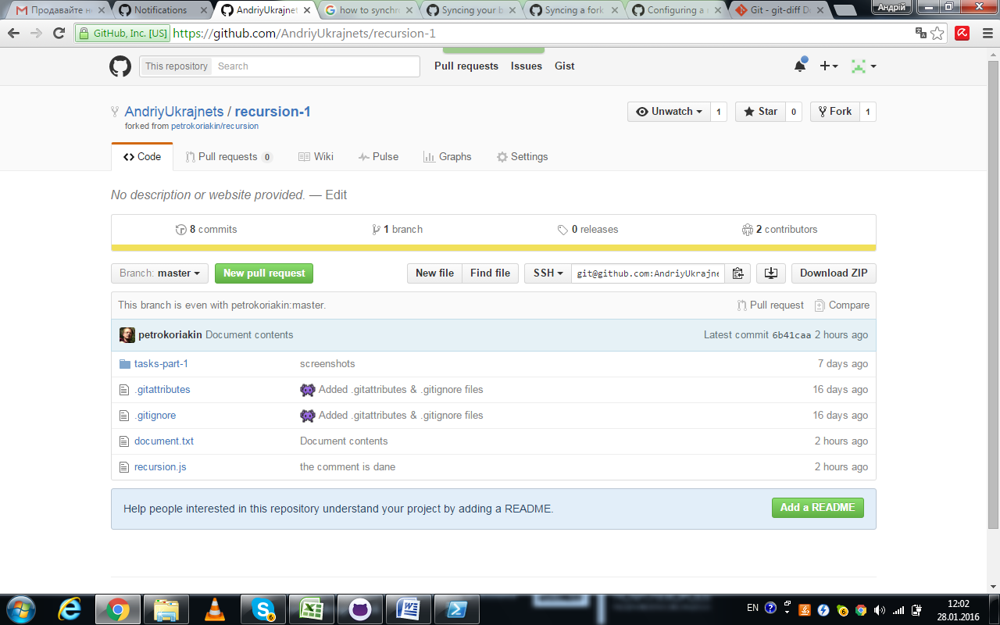 Продавайте н
Notifications
AndriyUkrajnet
how to synchr
Syncing your b
Syncing a fork
Configuring a
Git - git-diff D
Андрій
GitHub, Inc. [US]
https://github.com/AndriyUkrajnets/recursion-1
This repository
Search
Pull requests
Issues
Gist
AndriyUkrajnets / recursion-1
forked from petrokoriakin/recursion
Unwatch
1
Star
0
Fork
1
Code
Pull requests 0
Wiki
Pulse
Graphs
Settings
No description or website provided. — Edit
8 commits
1 branch
0 releases
2 contributors
Branch: master
New pull request
New file
Find file
SSH
git@github.com:AndriyUkrajne
Download ZIP
This branch is even with petrokoriakin:master.
Pull request
Compare
petrokoriakin Document contents
Latest commit 6b41caa 2 hours ago
tasks-part-1
screenshots
7 days ago
.gitattributes
Added .gitattributes & .gitignore files
16 days ago
.gitignore
Added .gitattributes & .gitignore files
16 days ago
document.txt
Document contents
2 hours ago
recursion.js
the comment is dane
2 hours ago
Help people interested in this repository understand your project by adding a README.
Add a README
6
EN
6
12:02
28.01.2016